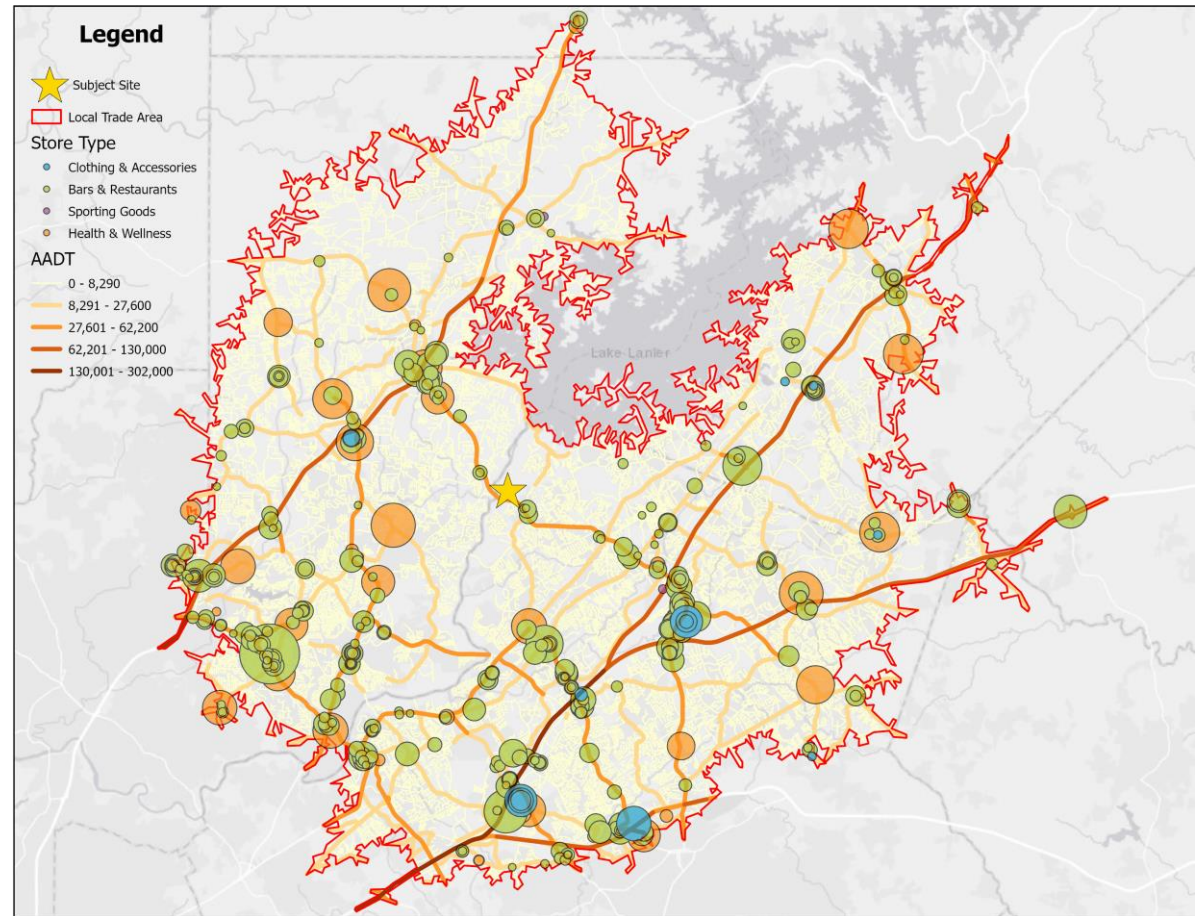 Legend
Subject Site
Local Trade Area
Store Type
Clothing & Accessories
Bars & Restaurants
Sporting Goods
Health & Wellness
AADT
0 - 8,290
8,291 - 27,600
27,601 - 62,200
62,201 - 130,000
130,001 - 302,000
Lake Lanier